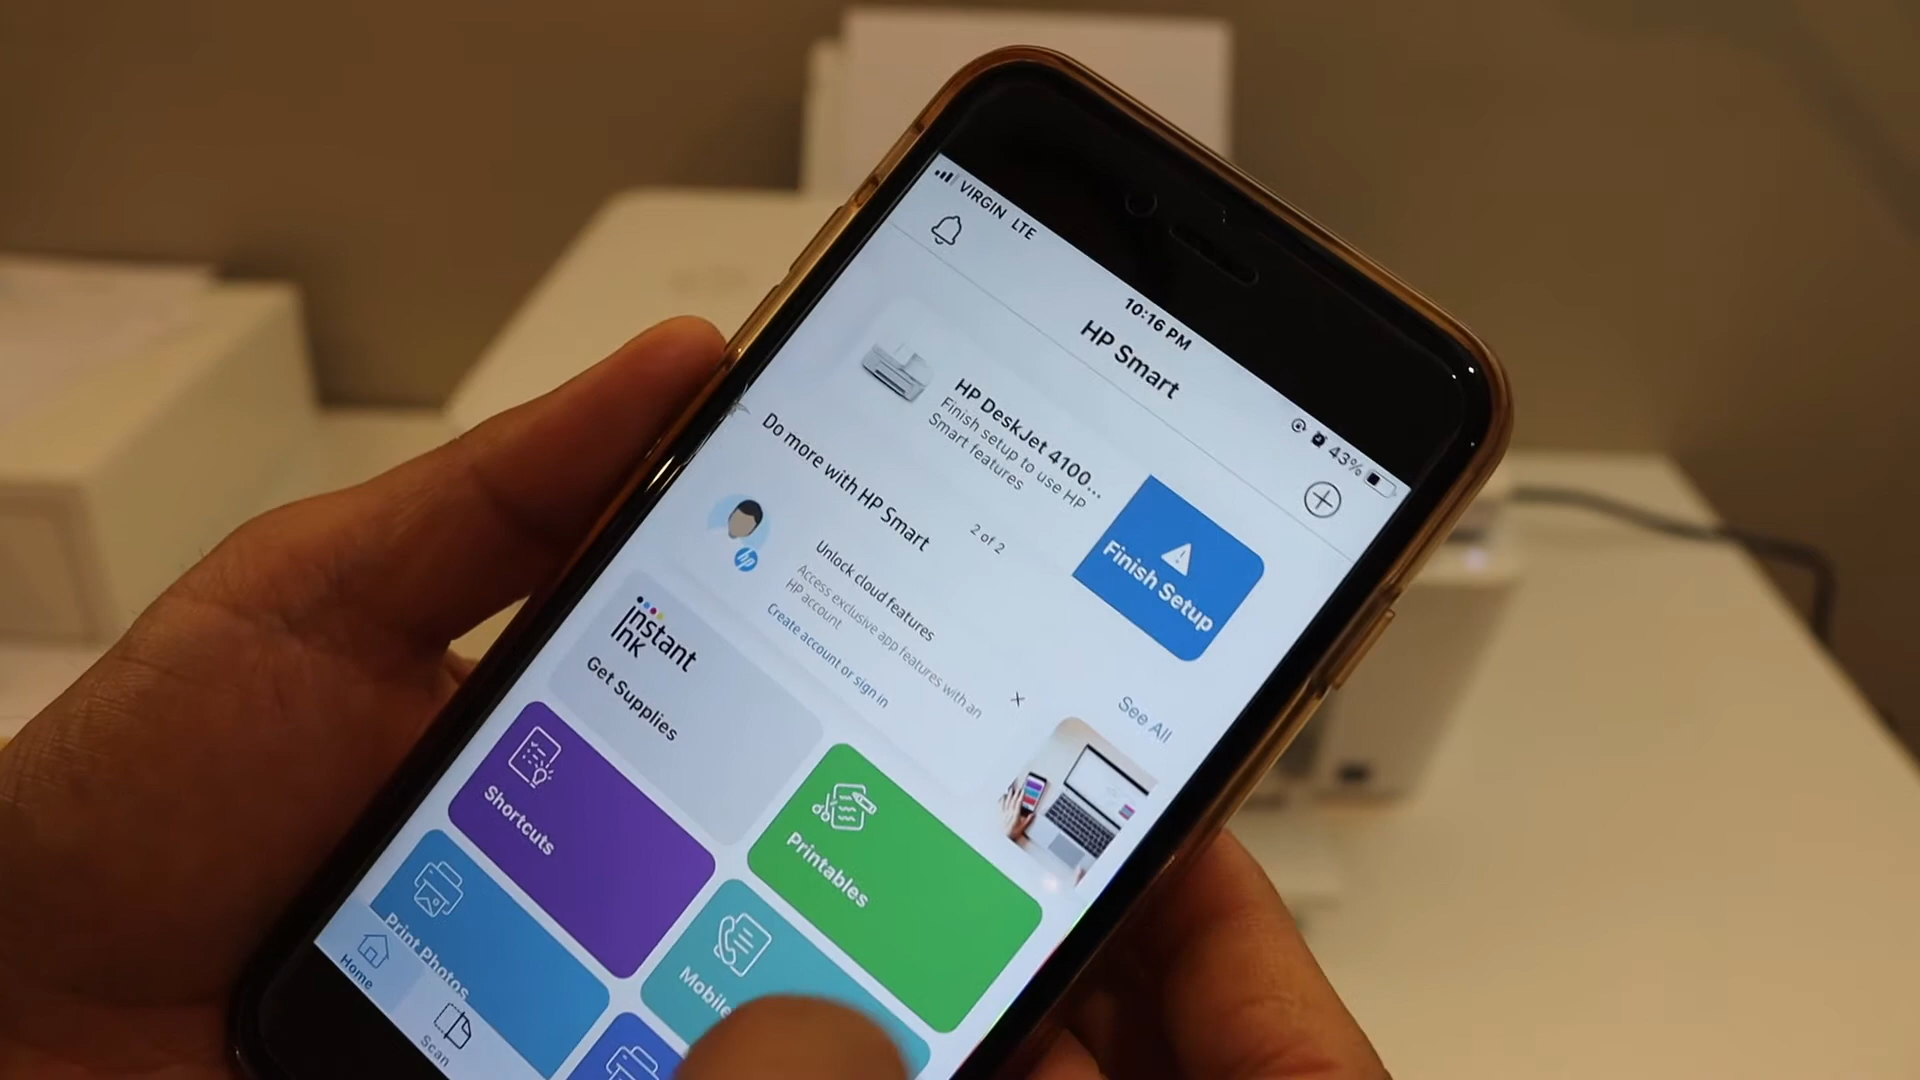 VIRGIN LTE
10:16 PM
43%
HP Smart
HP DeskJet 4100...
Finish setup to use HP
Smart features
Finish Setup
2 of 2
Do more with HP Smart
See All
hp
Unlock cloud features
Access exclusive app features with an
HP account
Create account or sign in
Instant
Ink
Get Supplies
Shortcuts
Printables
Print Photos
Mobile
Home
Scan